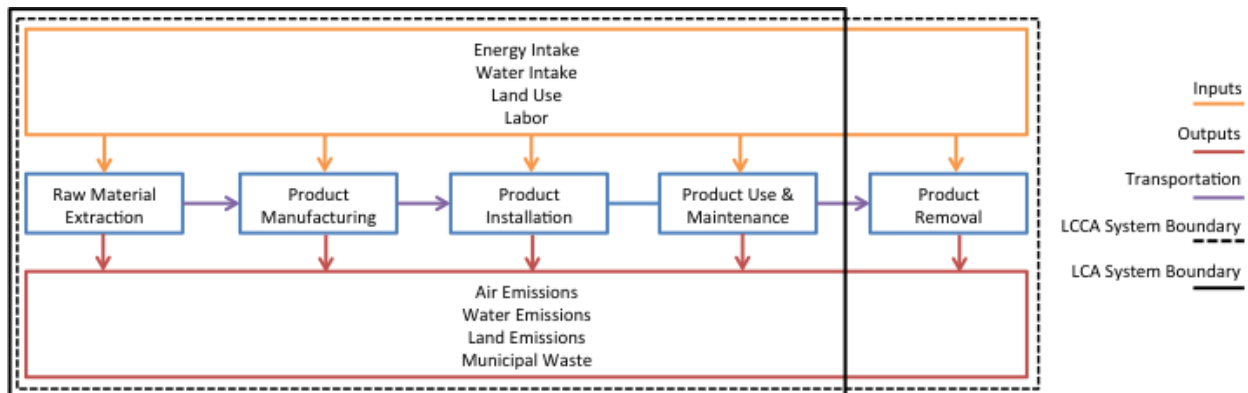 Energy Intake
Water Intake
Land Use
Labor
Inputs
Outputs
Transportation
LCCA System Boundary
LCA System Boundary
Raw Material
Extraction
Product
Manufacturing
Product
Installation
Product Use &
Maintenance
Product
Removal
Air Emissions
Water Emissions
Land Emissions
Municipal Waste